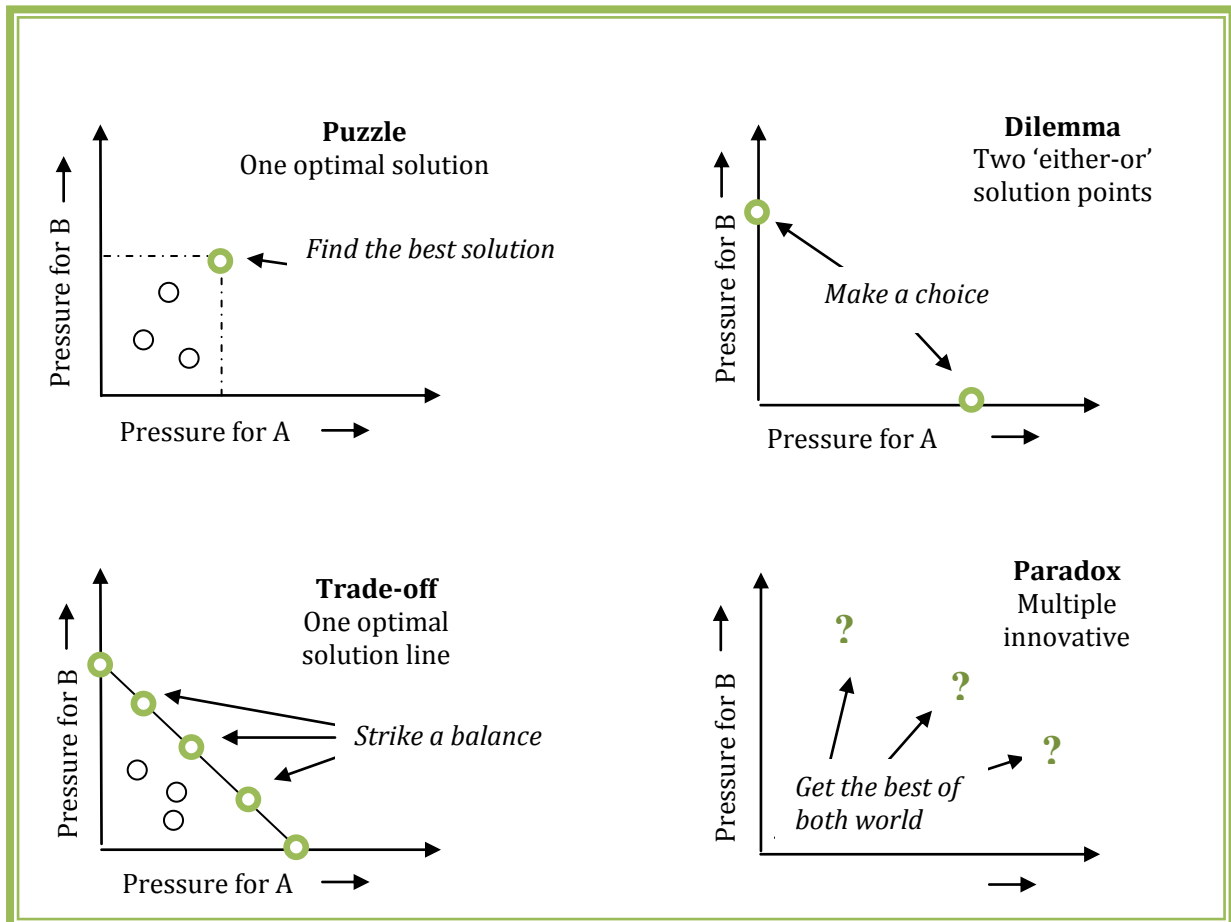 Puzzle
One optimal solution
Pressure for B
Find the best solution
Pressure for A
Dilemma
Two ‘either-or’
solution points
Pressure for B
Make a choice
Pressure for A
Trade-off
One optimal
solution line
Pressure for B
Strike a balance
Pressure for A
Paradox
Multiple
innovative
Pressure for B
?
?
?
Get the best of
both world